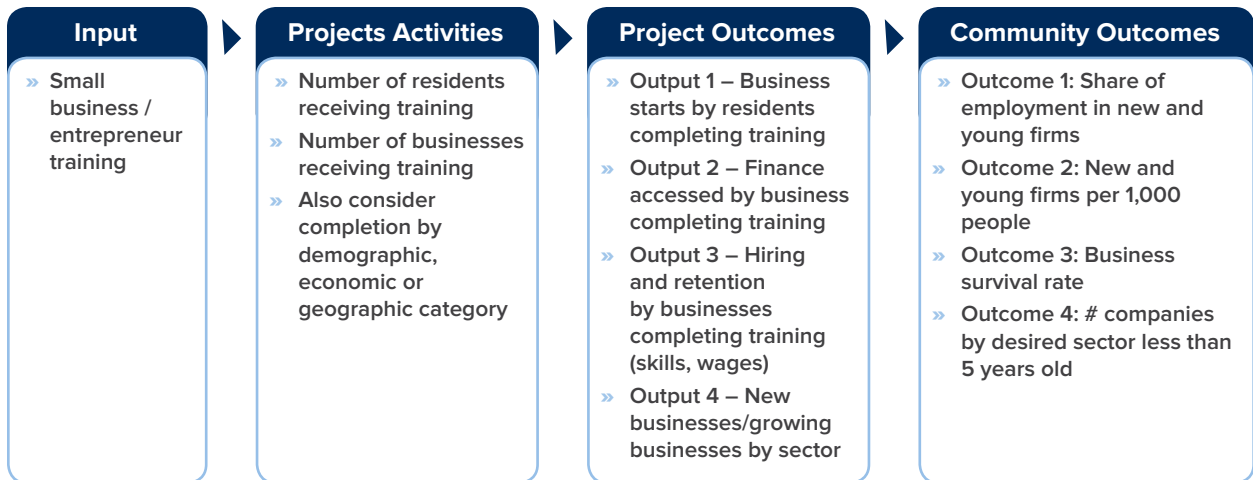 Input
» Small
business /
entrepreneur
training
Projects Activities
» Number of residents
receiving training
» Number of businesses
receiving training
» Also consider
completion by
demographic,
economic or
geographic category
Project Outcomes
» Output 1 – Business
starts by residents
completing training
» Output 2 – Finance
accessed by business
completing training
» Output 3 – Hiring
and retention
by businesses
completing training
(skills, wages)
» Output 4 – New
businesses/growing
businesses by sector
Community Outcomes
» Outcome 1: Share of
employment in new and
young firms
» Outcome 2: New and
young firms per 1,000
people
» Outcome 3: Business
survival rate
» Outcome 4: # companies
by desired sector less than
5 years old